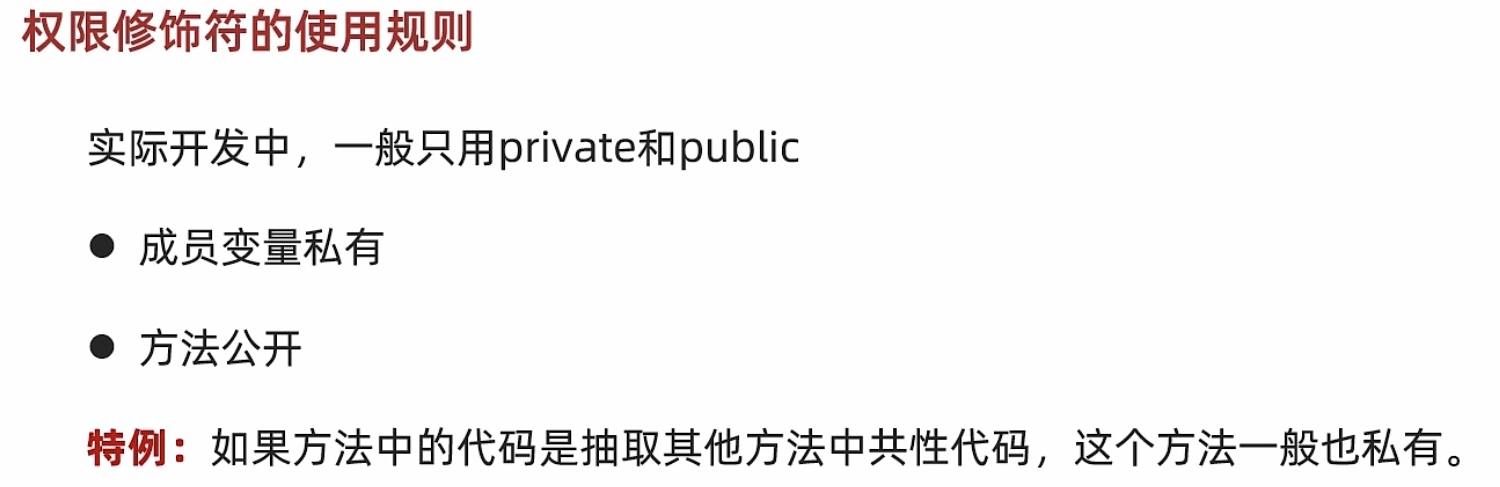 权限修饰符的使用规则
实际开发中，一般只用private和public
● 成员变量私有
● 方法公开
特例：如果方法中的代码是抽取其他方法中共性代码，这个方法一般也私有。